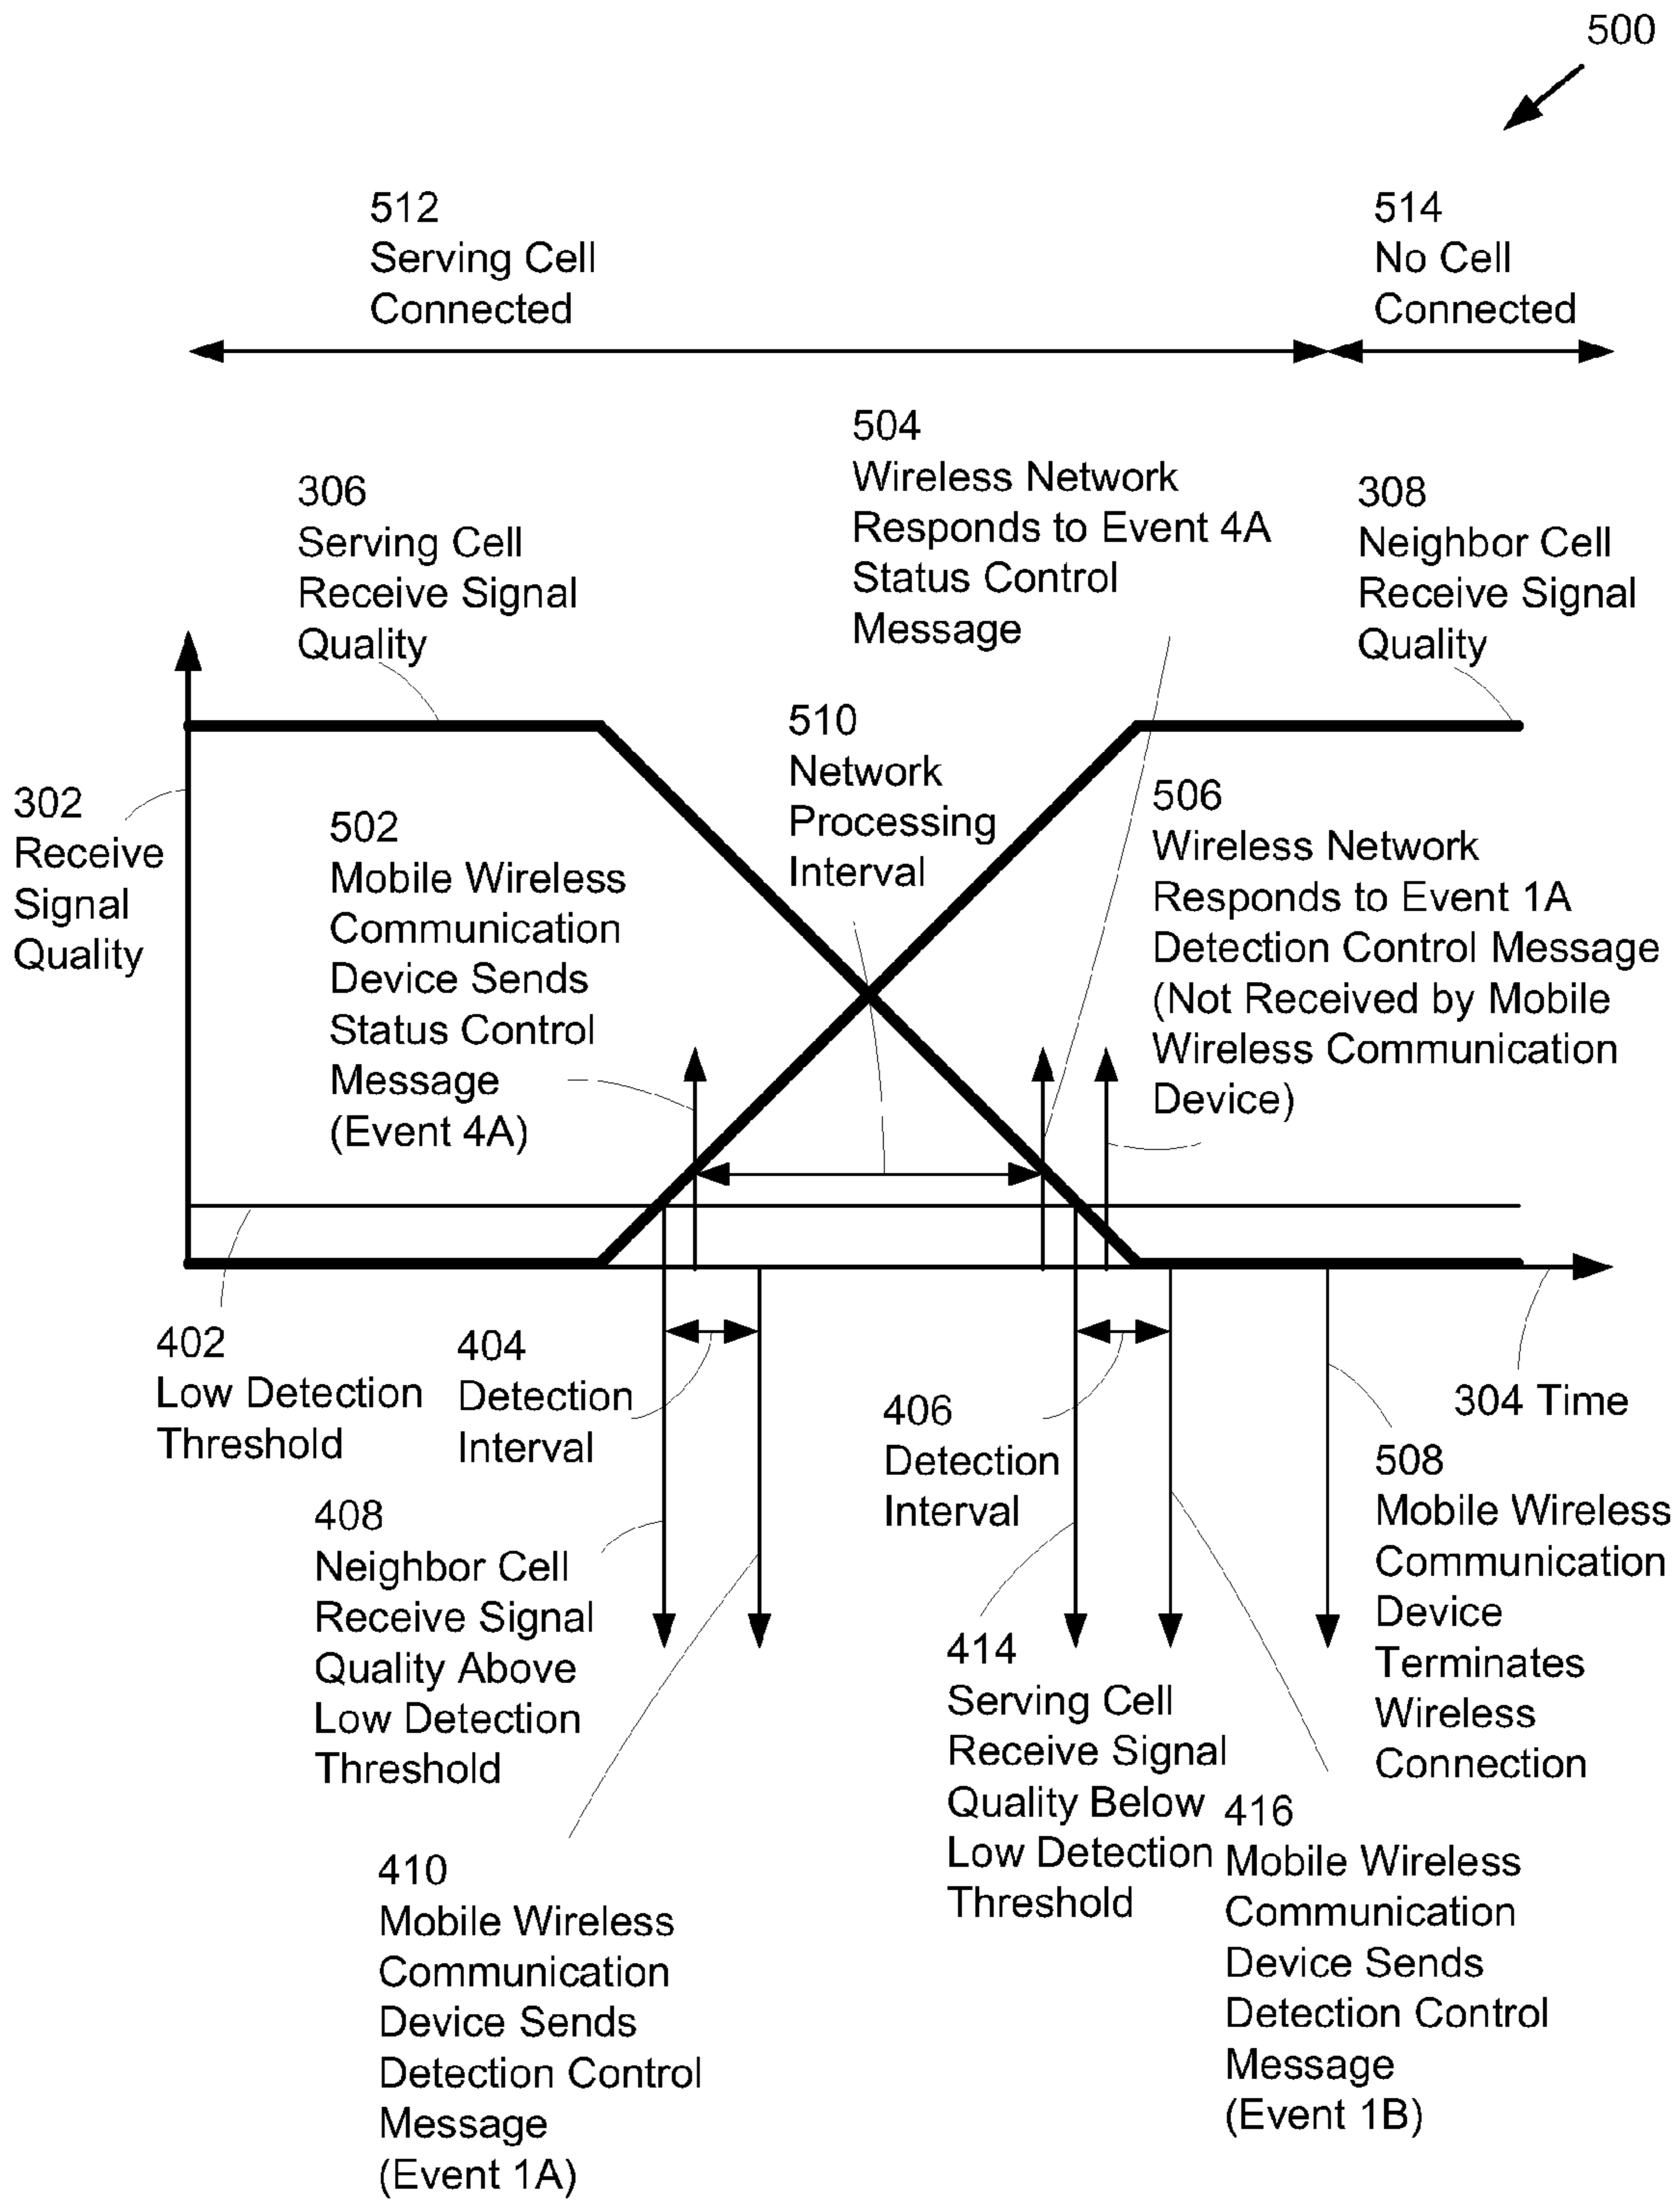 500
512
Serving Cell
Connected
514
No Cell
Connected
504
Wireless Network
Responds to Event 4A
Status Control
Message
306
Serving Cell
Receive Signal
Quality
308
Neighbor Cell
Receive Signal
Quality
510
Network
Processing
Interval
302
Receive
Signal
Quality
502
Mobile Wireless
Communication
Device Sends
Status Control
Message
(Event 4A)
506
Wireless Network
Responds to Event 1A
Detection Control Message
(Not Received by Mobile
Wireless Communication
Device)
402
Low Detection
Threshold
404
Detection
Interval
406
Detection
Interval
304 Time
408
Neighbor Cell
Receive Signal
Quality Above
Low Detection
Threshold
508
Mobile Wireless
Communication
Device
Terminates
Wireless
Connection
414
Serving Cell
Receive Signal
Quality Below
Low Detection
Threshold
410
Mobile Wireless
Communication
Device Sends
Detection Control
Message
(Event 1A)
416
Mobile Wireless
Communication
Device Sends
Detection Control
Message
(Event 1B)